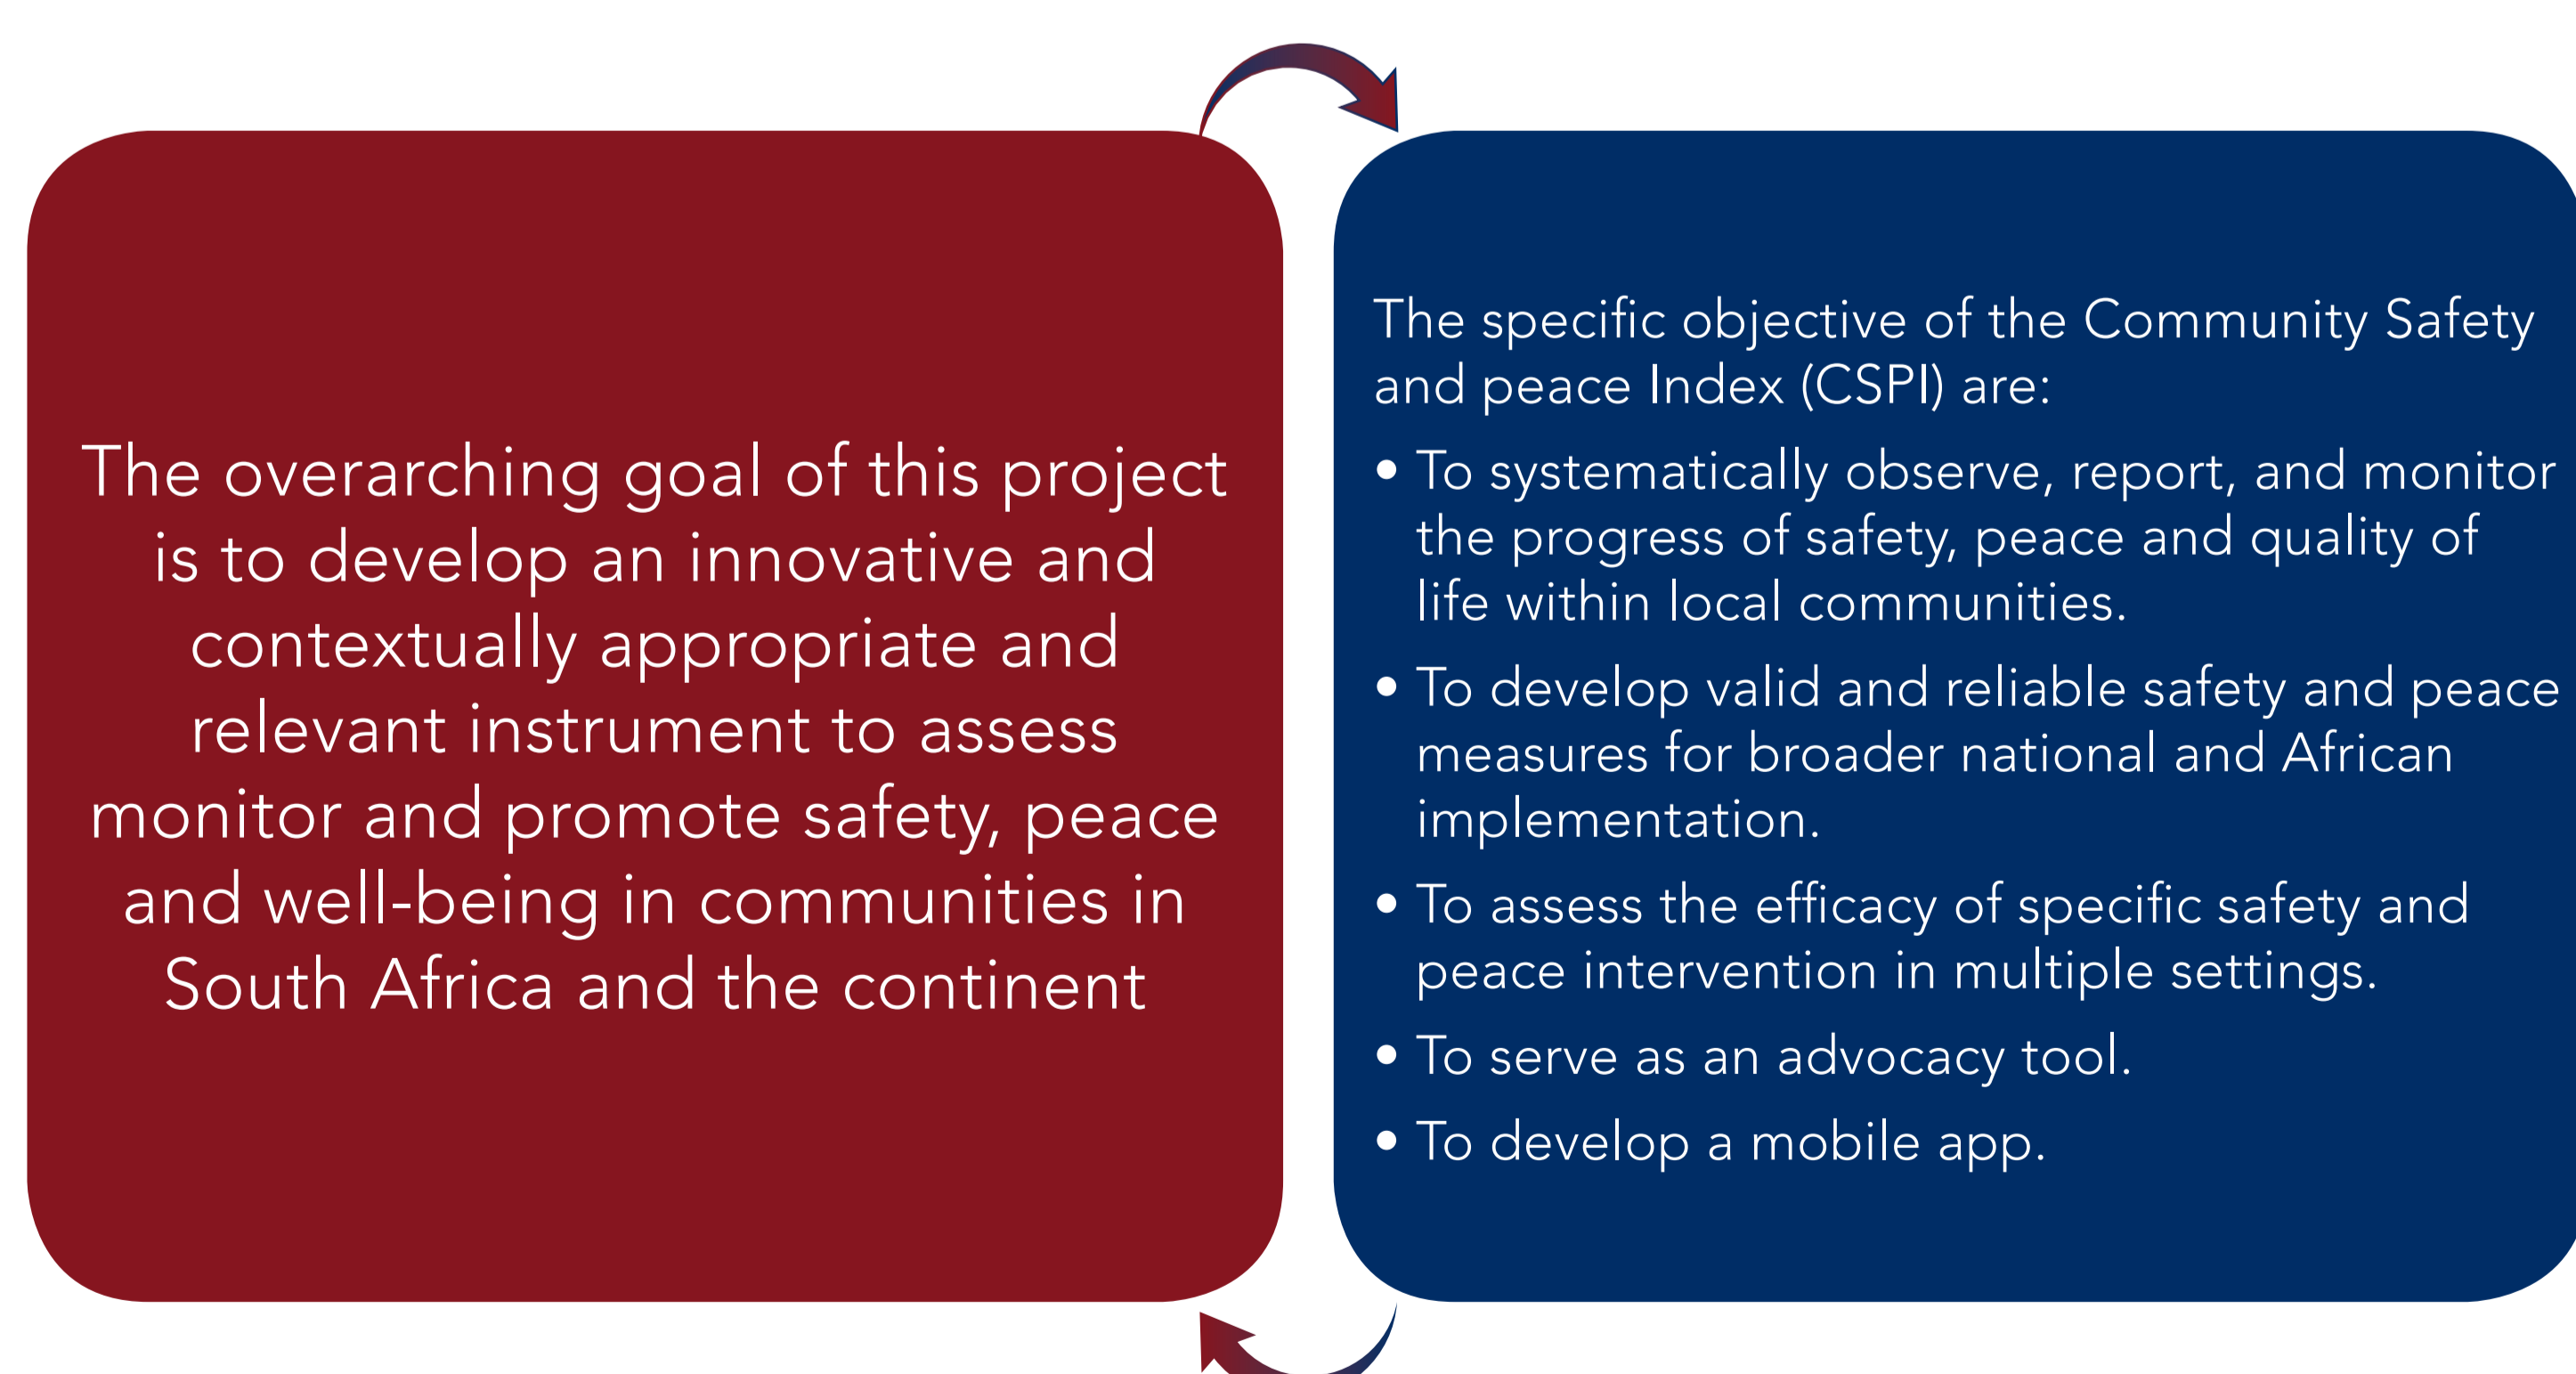 The overarching goal of this project
is to develop an innovative and
contextually appropriate and
relevant instrument to assess
monitor and promote safety, peace
and well-being in communities in
South Africa and the continent
The specific objective of the Community Safety
and peace Index (CSPI) are:
• To systematically observe, report, and monitor
the progress of safety, peace and quality of
life within local communities.
• To develop valid and reliable safety and peace
measures for broader national and African
implementation.
• To assess the efficacy of specific safety and
peace intervention in multiple settings.
• To serve as an advocacy tool.
• To develop a mobile app.